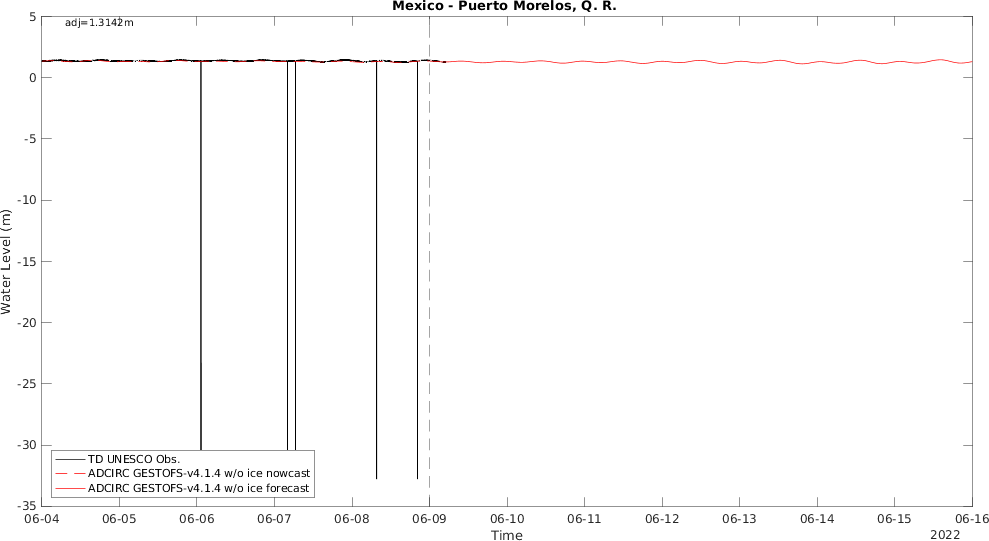 Mexico - Puerto Morelos, Q. R.
adj=1.3142m
5
0
-5
-10
-15
-20
-25
-30
-35
Water Level (m)
TD UNESCO Obs.
ADCIRC GESTOFS-v4.1.4 w/o ice nowcast
ADCIRC GESTOFS-v4.1.4 w/o ice forecast
06-04 06-05 06-06 06-07 06-08 06-09 06-10 06-11 06-12 06-13 06-14 06-15 06-16
Time
2022